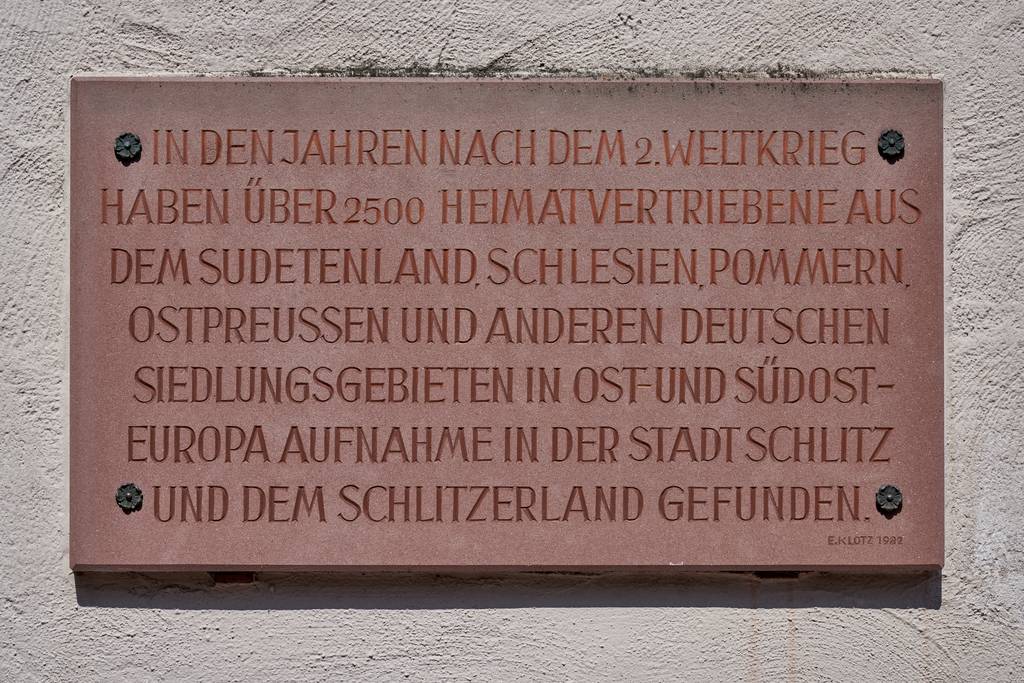 IN DEN JAHREN NACH DEM 2. WELTKRIEG
HABEN ÜBER 2500 HEIMATVERTRIEBENE AUS
DEM SUDETENLAND, SCHLESIEN, POMMERN,
OSTPREUSSEN UND ANDEREN DEUTSCHEN
SIEDLUNGSGEBIETEN IN OST- UND SÜDOST-
EUROPA AUFNAHME IN DER STADT SCHLITZ
UND DEM SCHLITZERLAND GEFUNDEN.
E.KLOTZ 1982